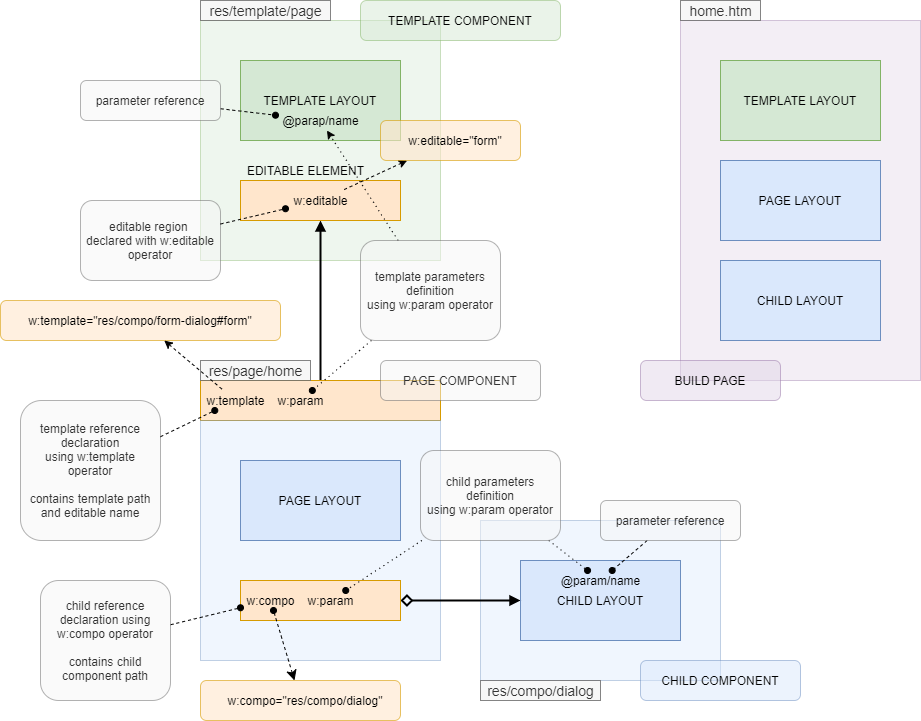 res/template/page
TEMPLATE COMPONENT
home.htm
TEMPLATE LAYOUT
@parap/name
parameter reference
w:editable="form"
EDITABLE ELEMENT
w:editable
editable region
declared with w:editable
operator
template parameters
definition
using w:param operator
w:template="res/compo/form-dialog#form"
TEMPLATE LAYOUT
PAGE LAYOUT
CHILD LAYOUT
BUILD PAGE
res/page/home
PAGE COMPONENT
w:template
w:param
template reference
declaration
using w:template
operator
contains template path
and editable name
PAGE LAYOUT
child parameters
definition
using w:param operator
parameter reference
@param/name
CHILD LAYOUT
w:compo
w:param
child reference
declaration using
w:compo operator
contains child
component path
w:compo="res/compo/dialog"
CHILD COMPONENT
res/compo/dialog